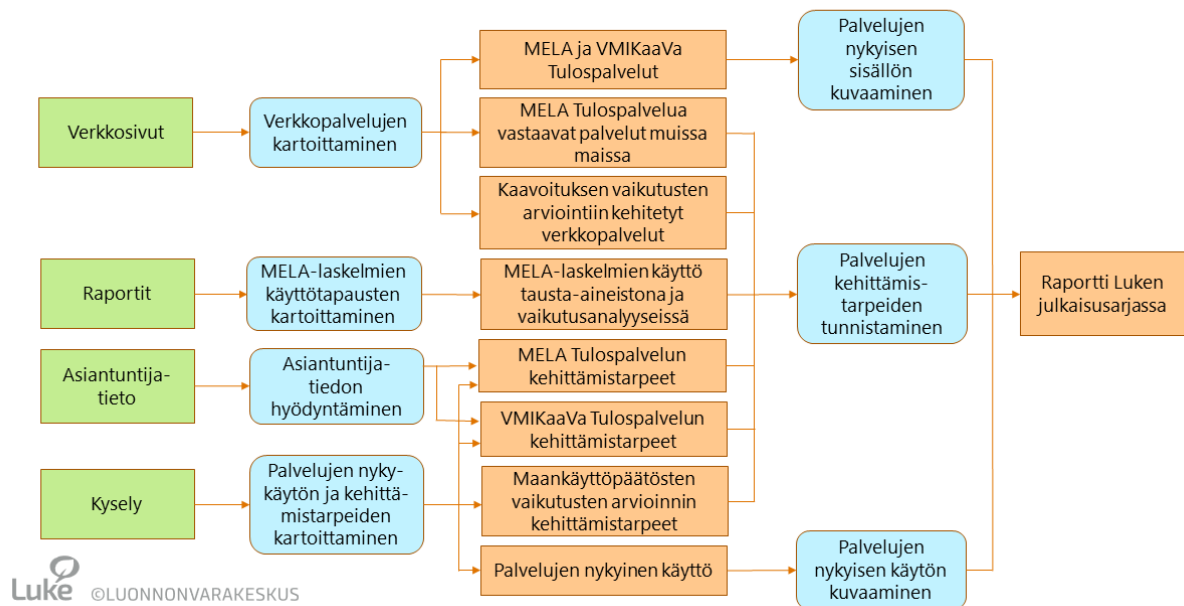 Verkkosivut
Raportit
Asiantuntija-
tieto
Kysely
Verkkopalvelujen
kartoittaminen
MELA-laskelmien
käyttötapausten
kartoittaminen
Asiantuntija-
tiedon
hyödyntäminen
Palvelujen nyky-
käytön ja kehittä-
mistarpeiden
kartoittaminen
MELA ja VMIKaaVa
Tulospalvelut
MELA Tulospalvelua
vastaavat palvelut muissa
maissa
Kaavoituksen vaikutusten
arviointiin kehitetyt
verkkopalvelut
MELA-laskelmien käyttö
tausta-aineistona ja
vaikutusanalyyseissä
MELA Tulospalvelun
kehittämistarpeet
VMIKaaVa Tulospalvelun
kehittämistarpeet
Maankäyttöpäätösten
vaikutusten arvioinnin
kehittämistarpeet
Palvelujen nykyinen käyttö
Palvelujen
nykyisen
sisällön
kuvaaminen
Palvelujen
kehittämis-
tarpeiden
tunnistaminen
Palvelujen
nykyisen käytön
kuvaaminen
Raportti Luken
julkaisusarjassa
Luke ©LUONNONVARAKESKUS